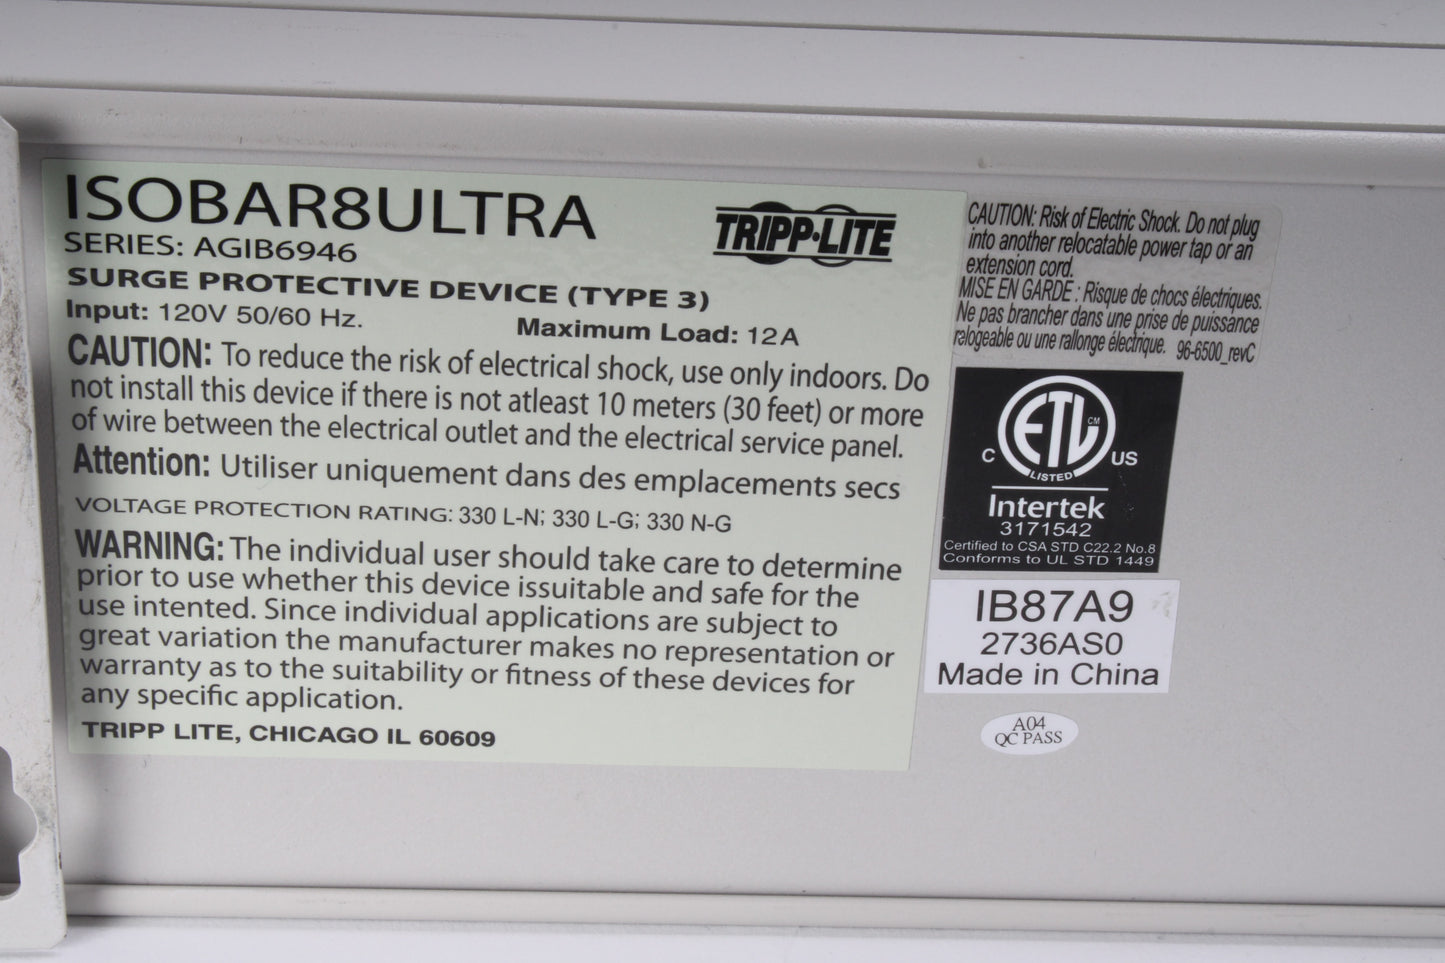 ISOBAR8ULTRA
SERIES: AGIB6946
TRIPP·LITE
SURGE PROTECTIVE DEVICE (TYPE 3)
Input: 120V 50/60 Hz.
Maximum Load: 12A
CAUTION: To reduce the risk of electrical shock, use only indoors. Do
not install this device if there is not atleast 10 meters (30 feet) or more
of wire between the electrical outlet and the electrical service panel.
Attention: Utiliser uniquement dans des emplacements secs
VOLTAGE PROTECTION RATING: 330 L-N; 330 L-G; 330 N-G
WARNING: The individual user should take care to determine
prior to use whether this device issuitable and safe for the
use intented. Since individual applications are subject to
great variation the manufacturer makes no representation or
warranty as to the suitability or fitness of these devices for
any specific application.
TRIPP LITE, CHICAGO IL 60609
CAUTION: Risk of Electric Shock. Do not plug
into another relocatable power tap or an
extension cord.
MISE EN GARDE : Risque de chocs électriques.
Ne pas brancher dans une prise de puissance
ralogeable ou une rallonge électrique. 96-6500_revC
ETL CM
C US
LISTED
Intertek
3171542
Certified to CSA STD C22.2 No.8
Conforms to UL STD 1449
IB87A9
2736AS0
Made in China
A04
QC PASS